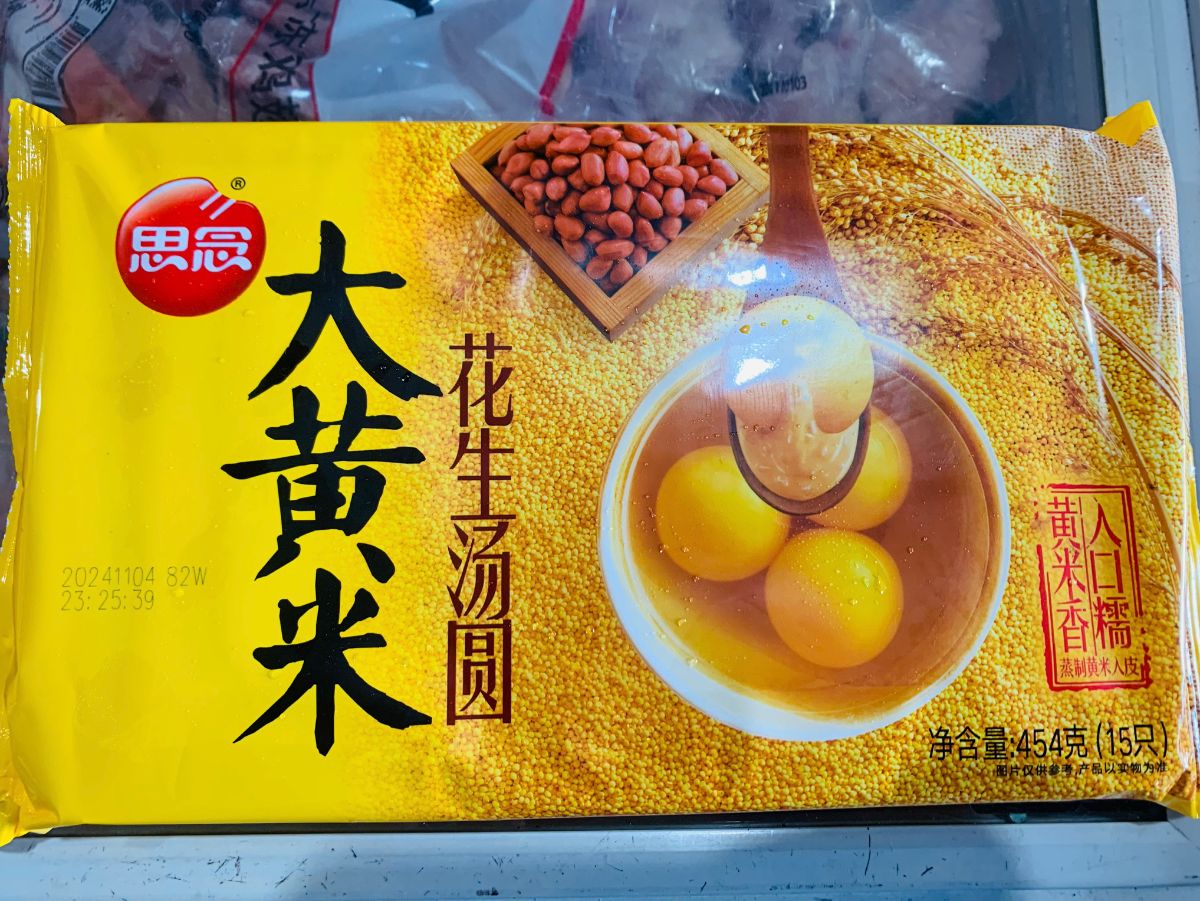 思念
®
大黄米
花生汤圆
20241104 82W
23:25:39
入口糯
黄米香
蒸制黄米入皮
净含量:454克(15只)
图片仅供参考,产品以实物为准